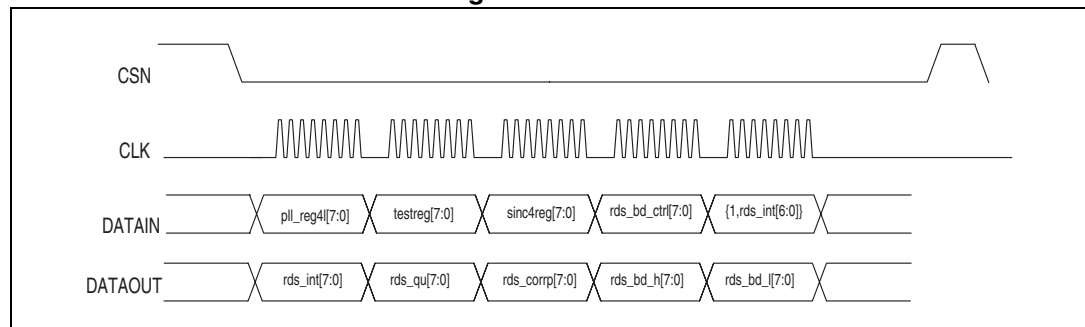 CSN
CLK
DATAIN
pll_reg4l[7:0] testreg[7:0] sinc4reg[7:0] rds_bd_ctrl[7:0] {1,rds_int[6:0]}
DATAOUT
rds_int[7:0] rds_qu[7:0] rds_corrp[7:0] rds_bd_h[7:0] rds_bd_l[7:0]